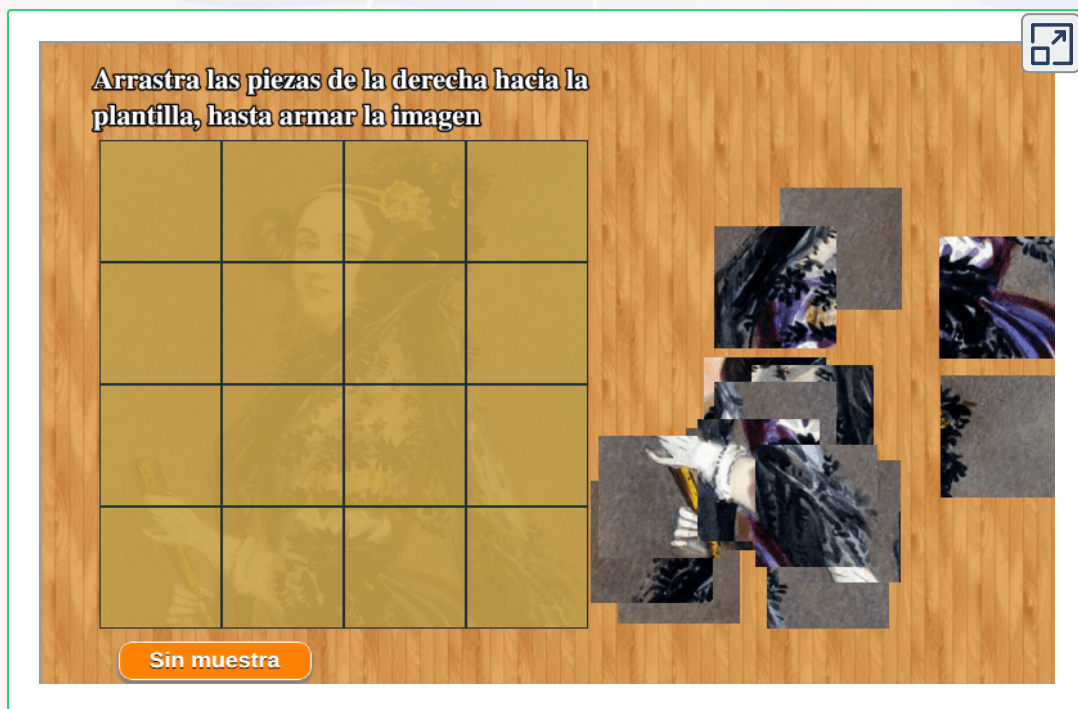 Arrastra las piezas de la derecha hacia la
plantilla, hasta armar la imagen
Sin muestra